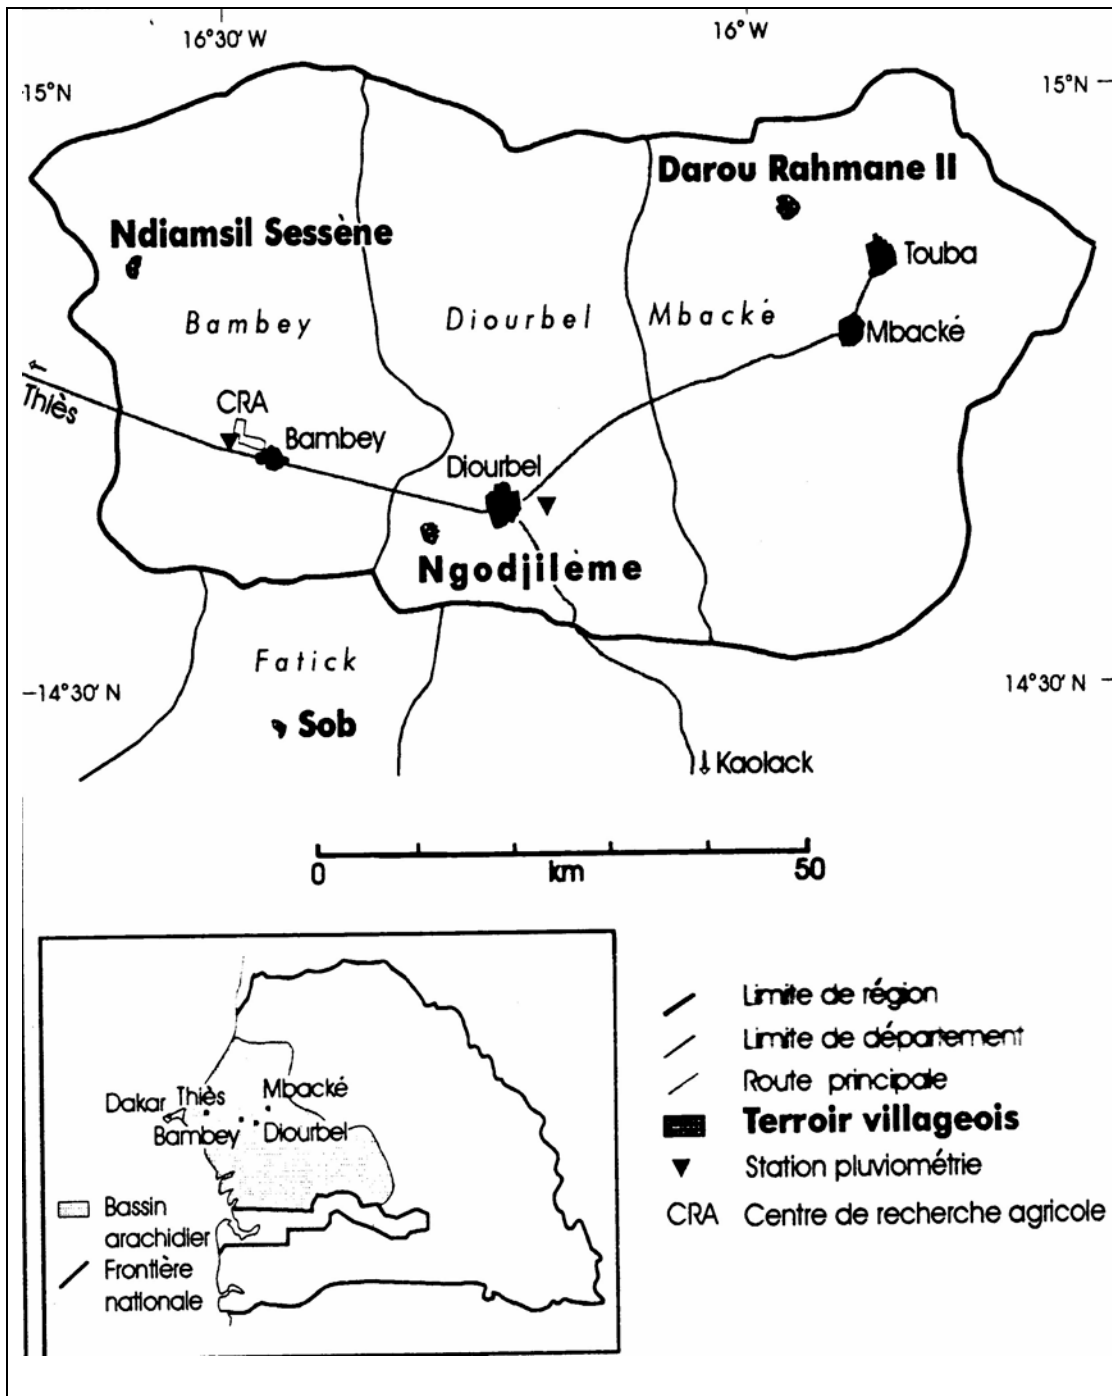 16°30' W
16° W
15°N
15°N
Darou Rahmane II
Ndiamsil Sessène
Touba
Bambey
Diourbel
Mbacké
Mbacké
Thiès
CRA
Bambey
Diourbel
Ngodjilème
Fatick
14°30' N
14°30' N
Sob
Kaolack
0
km
50
Limite de région
Limite de département
Route principale
Terroir villageois
Station pluviométrie
CRA Centre de recherche agricole
Dakar
Thiès
Mbacké
Bambey
Diourbel
Bassin
arachidier
Frontière
nationale